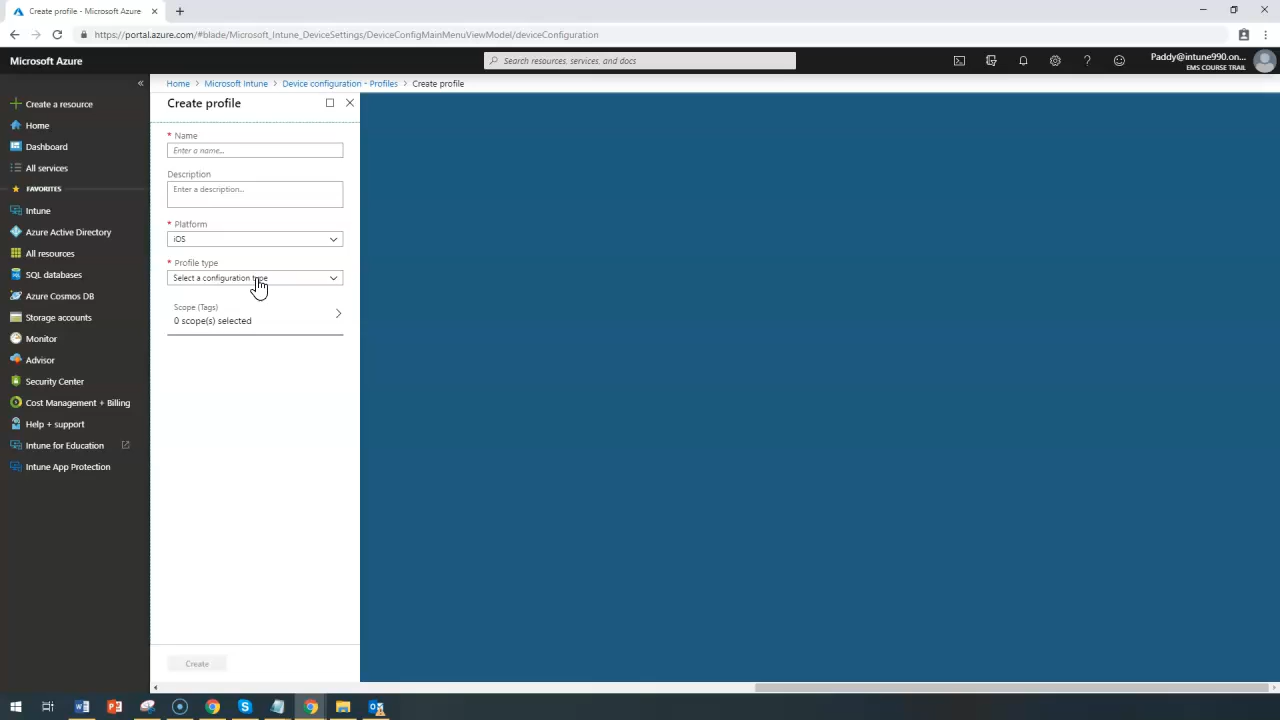 Create profile - Microsoft Azure
https://portal.azure.com/#blade/Microsoft_Intune_DeviceSettings/DeviceConfigMainMenuViewModel/deviceConfiguration
Microsoft Azure
Search resources, services, and docs
Paddy@intune990.on...
EMS COURSE TRAIL
Home > Microsoft Intune > Device configuration - Profiles > Create profile
Create a resource
Home
Dashboard
All services
FAVORITES
Intune
Azure Active Directory
All resources
SQL databases
Azure Cosmos DB
Storage accounts
Monitor
Advisor
Security Center
Cost Management + Billing
Help + support
Intune for Education
Intune App Protection
Create profile
* Name
Enter a name...
Description
Enter a description...
* Platform
iOS
* Profile type
Select a configuration type
Scope (Tags)
0 scope(s) selected
Create